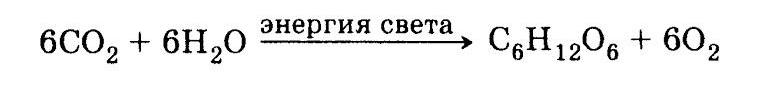 6CO₂ + 6H₂O энергия света → C₆H₁₂O₆ + 6O₂